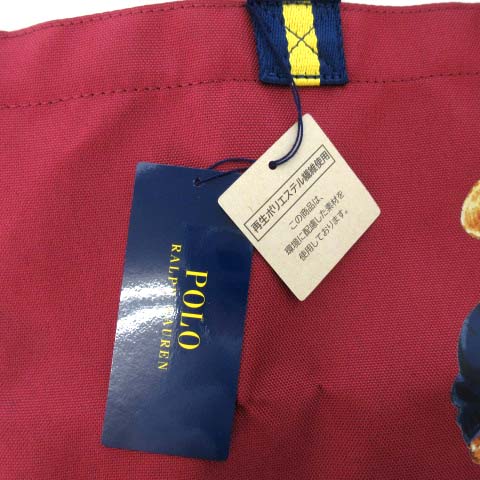 再生ポリエステル繊維使用
この商品は、
環境に配慮した素材を
使用しております。
POLO
RALPH LAUREN